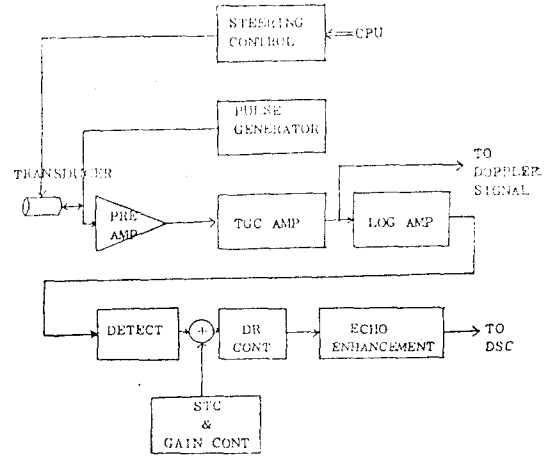 STEERING
CONTROL
CPU
PULSE
GENERATOR
TRANSDUCER
TO
DOPPLER
SIGNAL
PRE
AMP
TGC AMP
LOG AMP
DETECT
+
DR
CONT
ECHO
ENHANCEMENT
TO
DSC
STC
&
GAIN CONT